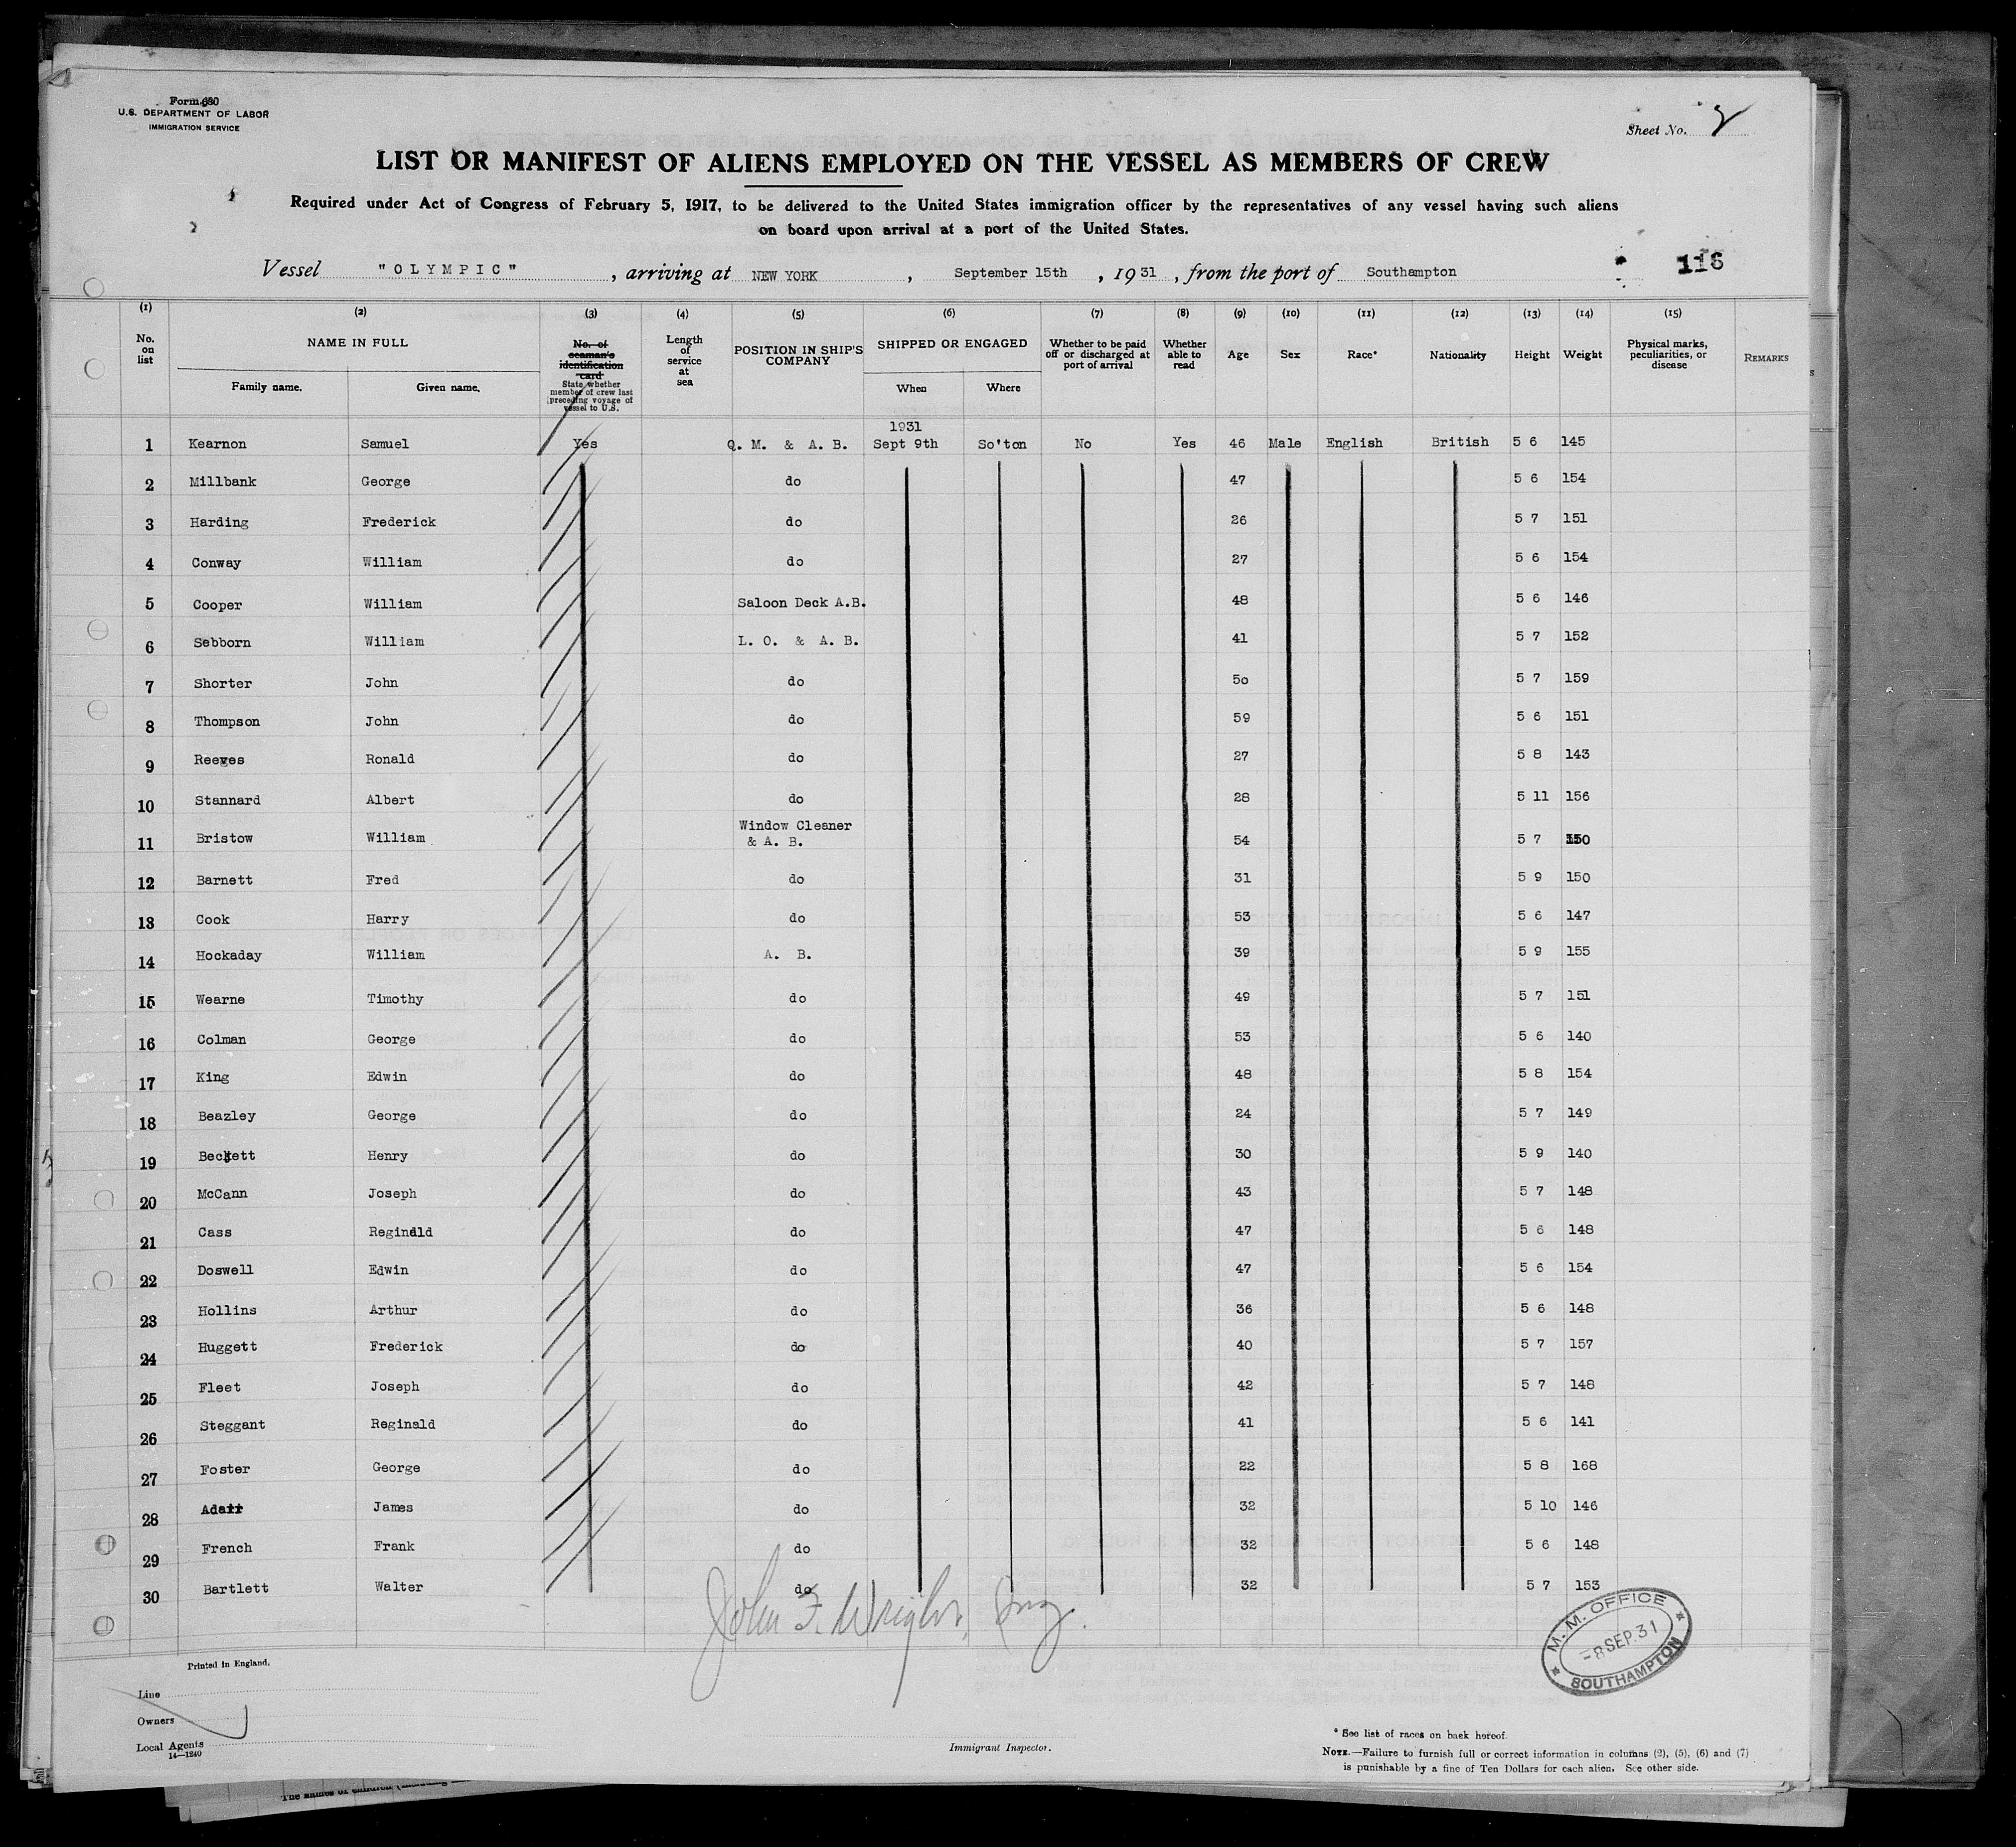 Form 680
U.S. DEPARTMENT OF LABOR
IMMIGRATION SERVICE
Sheet No. 2
LIST OR MANIFEST OF ALIENS EMPLOYED ON THE VESSEL AS MEMBERS OF CREW
Required under Act of Congress of February 5, 1917, to be delivered to the United States immigration officer by the representatives of any vessel having such aliens
on board upon arrival at a port of the United States.
Vessel "OLYMPIC", arriving at NEW YORK, September 15th, 1931, from the port of Southampton
116
(1) (2) (3) (4) (5) (6) (7) (8) (9) (10) (11) (12) (13) (14) (15)
No. on list
NAME IN FULL
Family name. Given name.
No. of seaman's identification card
State whether member of crew last preceding voyage of vessel to U.S.
Length of service at sea
POSITION IN SHIP'S COMPANY
SHIPPED OR ENGAGED
When Where
Whether to be paid off or discharged at port of arrival
Whether able to read
Age
Sex
Race*
Nationality
Height
Weight
Physical marks, peculiarities, or disease
REMARKS
1931
1 Kearnon Samuel Yes Q. M. & A. B. Sept 9th So'ton No Yes 46 Male English British 5 6 145
2 Millbank George do 47 5 6 154
3 Harding Frederick do 26 5 7 151
4 Conway William do 27 5 6 154
5 Cooper William Saloon Deck A.B. 48 5 6 146
6 Sebborn William L. O. & A. B. 41 5 7 152
7 Shorter John do 50 5 7 159
8 Thompson John do 59 5 6 151
9 Reeves Ronald do 27 5 8 143
10 Stannard Albert do 28 5 11 156
11 Bristow William Window Cleaner & A. B. 54 5 7 150
12 Barnett Fred do 31 5 9 150
13 Cook Harry do 53 5 6 147
14 Hockaday William A. B. 39 5 9 155
15 Wearne Timothy do 49 5 7 151
16 Colman George do 53 5 6 140
17 King Edwin do 48 5 8 154
18 Beazley George do 24 5 7 149
19 Beckett Henry do 30 5 9 140
20 McCann Joseph do 43 5 7 148
21 Cass Reginald do 47 5 6 148
22 Doswell Edwin do 47 5 6 154
23 Hollins Arthur do 36 5 6 148
24 Huggett Frederick do 40 5 7 157
25 Fleet Joseph do 42 5 7 148
26 Steggant Reginald do 41 5 6 141
27 Foster George do 22 5 8 168
28 Adair James do 32 5 10 146
29 French Frank do 32 5 6 148
30 Bartlett Walter do 32 5 7 153
John F. Wright,
M. M. OFFICE
-8 SEP. 31
SOUTHAMPTON
Printed in England.
Line
Owners
Local Agents
14—1240
Immigrant Inspector.
* See list of races on back hereof.
NOTE.—Failure to furnish full or correct information in columns (2), (5), (6) and (7)
is punishable by a fine of Ten Dollars for each alien. See other side.